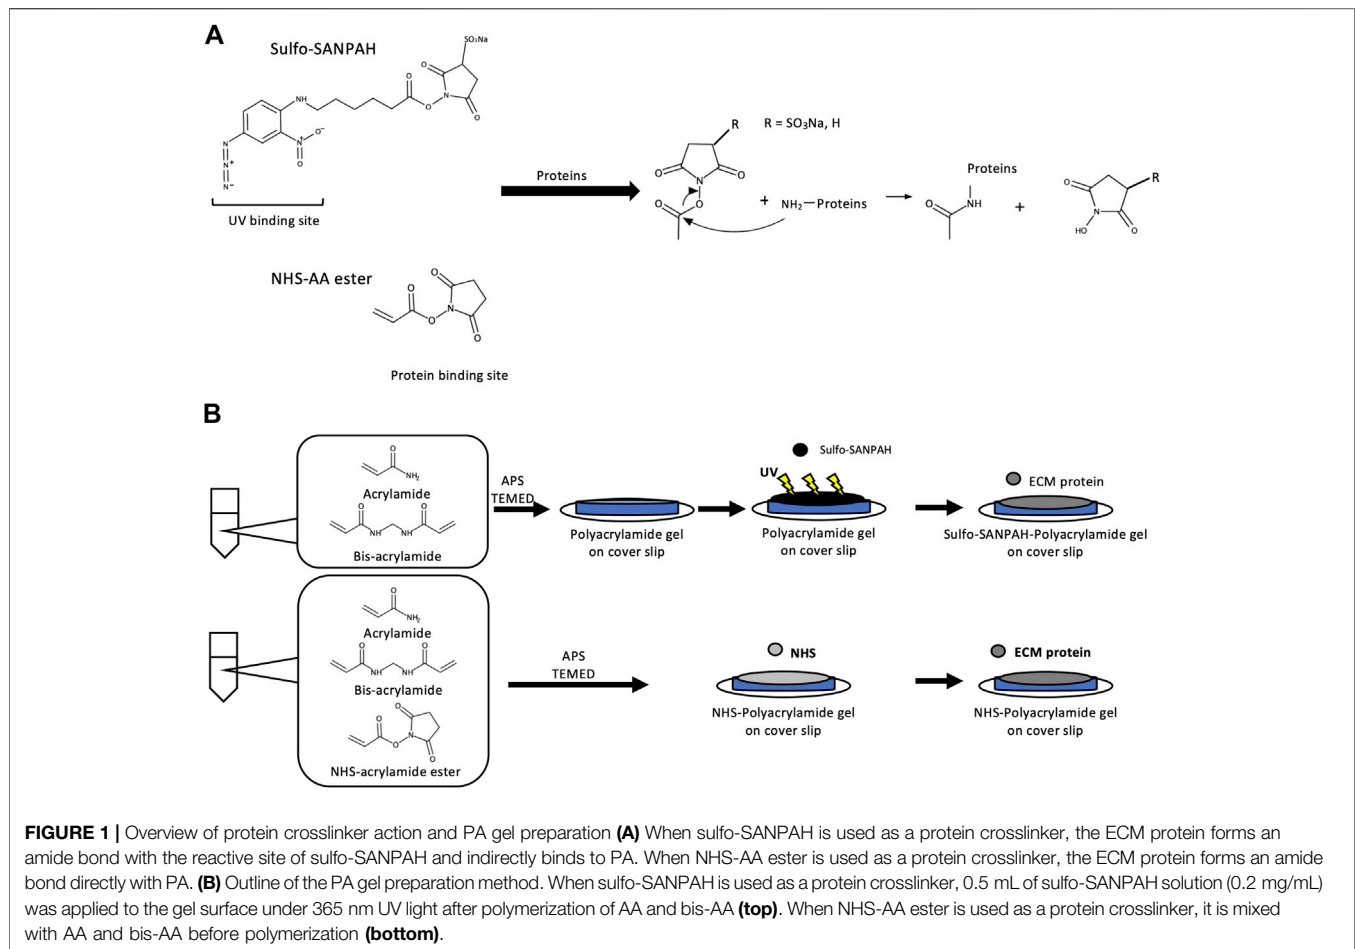 A
Sulfo-SANPAH
SO₃Na
O
O
N
O
O
NH
N⁺
O⁻
O
N
N⁺
N⁻
UV binding site
Proteins
R
R = SO₃Na, H
O
N
O
O
O
+
NH₂—Proteins
Proteins
O
NH
+
O
R
N
HO
O
NHS-AA ester
O
O
O
N
O
Protein binding site
B
O
NH₂
Acrylamide
O
O
NH
NH
Bis-acrylamide
APS
TEMED
Polyacrylamide gel
on cover slip
Sulfo-SANPAH
UV
Polyacrylamide gel
on cover slip
ECM protein
Sulfo-SANPAH-Polyacrylamide gel
on cover slip
O
NH₂
Acrylamide
O
O
NH
NH
Bis-acrylamide
O
O
O
N
O
NHS-acrylamide ester
APS
TEMED
NHS
NHS-Polyacrylamide gel
on cover slip
ECM protein
NHS-Polyacrylamide gel
on cover slip
FIGURE 1 | Overview of protein crosslinker action and PA gel preparation (A) When sulfo-SANPAH is used as a protein crosslinker, the ECM protein forms an
amide bond with the reactive site of sulfo-SANPAH and indirectly binds to PA. When NHS-AA ester is used as a protein crosslinker, the ECM protein forms an amide
bond directly with PA. (B) Outline of the PA gel preparation method. When sulfo-SANPAH is used as a protein crosslinker, 0.5 mL of sulfo-SANPAH solution (0.2 mg/mL)
was applied to the gel surface under 365 nm UV light after polymerization of AA and bis-AA (top). When NHS-AA ester is used as a protein crosslinker, it is mixed
with AA and bis-AA before polymerization (bottom).